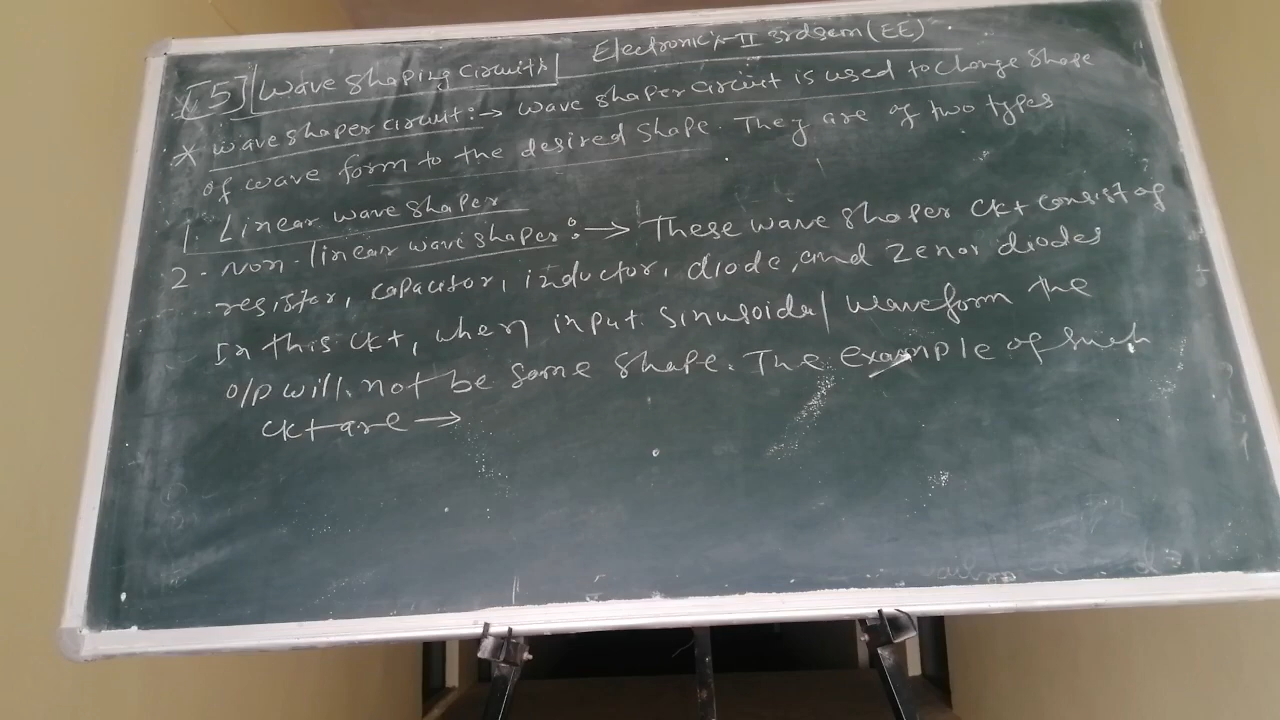 Electronics-II 3rdsem (EE)
[5] Wave Shaping Circuits
* wave shaper circuit :→ wave shaper circuit is used to change shape
of wave form to the desired shape. They are of two types
1. Linear wave shaper
2. Non-linear wave shaper :→ These wave shaper ckt consist of
resister, capacitor, inductor, diode, and zenor diodes
In this ckt, when input sinusoidal waveform the
o/p will not be same shape. The example of such
ckt are →